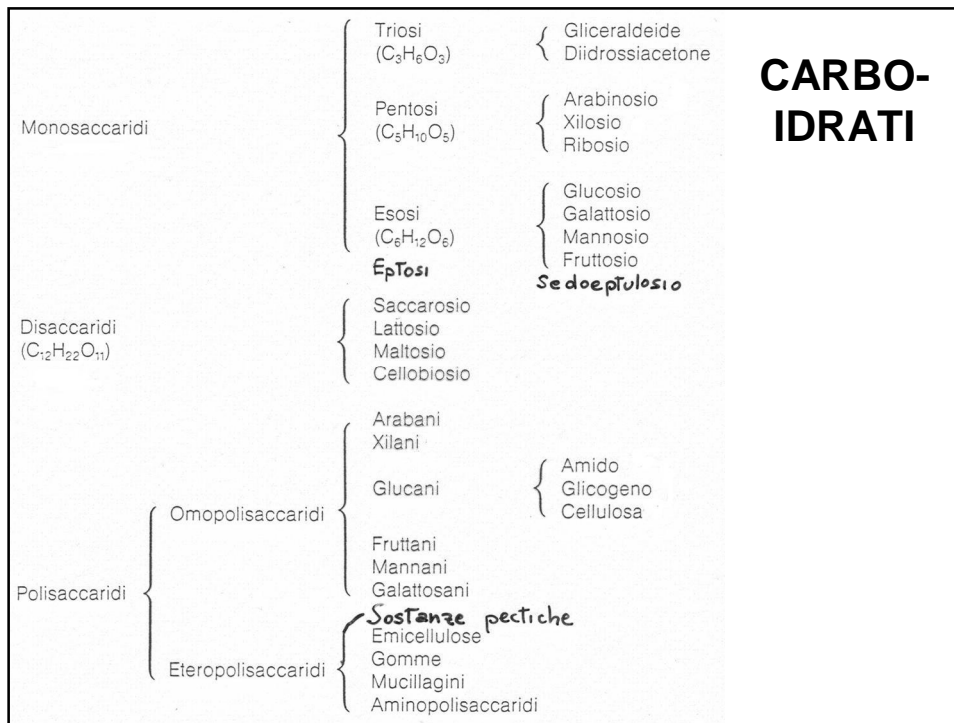 CARBO-
IDRATI
Monosaccaridi
Triosi
(C₃H₆O₃)
Gliceraldeide
Diidrossiacetone
Pentosi
(C₅H₁₀O₅)
Arabinosio
Xilosio
Ribosio
Esosi
(C₆H₁₂O₆)
Glucosio
Galattosio
Mannosio
Fruttosio
Eptosi
Sedoeptulosio
Disaccaridi
(C₁₂H₂₂O₁₁)
Saccarosio
Lattosio
Maltosio
Cellobiosio
Polisaccaridi
Omopolisaccaridi
Arabani
Xilani
Glucani
Amido
Glicogeno
Cellulosa
Fruttani
Mannani
Galattosani
Eteropolisaccaridi
Sostanze pectiche
Emicellulose
Gomme
Mucillagini
Aminopolisaccaridi